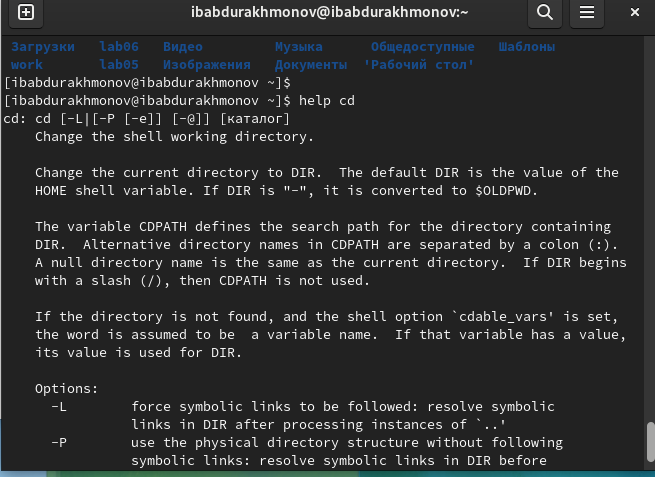 ibabdurakhmonov@ibabdurakhmonov:~
Загрузки lab06 Видео Музыка Общедоступные Шаблоны
work lab05 Изображения Документы 'Рабочий стол'
[ibabdurakhmonov@ibabdurakhmonov ~]$
[ibabdurakhmonov@ibabdurakhmonov ~]$ help cd
cd: cd [-L|[-P [-e]] [-@]] [каталог]
Change the shell working directory.
Change the current directory to DIR.  The default DIR is the value of the
HOME shell variable. If DIR is "-", it is converted to $OLDPWD.
The variable CDPATH defines the search path for the directory containing
DIR.  Alternative directory names in CDPATH are separated by a colon (:).
A null directory name is the same as the current directory.  If DIR begins
with a slash (/), then CDPATH is not used.
If the directory is not found, and the shell option `cdable_vars' is set,
the word is assumed to be  a variable name.  If that variable has a value,
its value is used for DIR.
Options:
-L force symbolic links to be followed: resolve symbolic
links in DIR after processing instances of `..'
-P use the physical directory structure without following
symbolic links: resolve symbolic links in DIR before